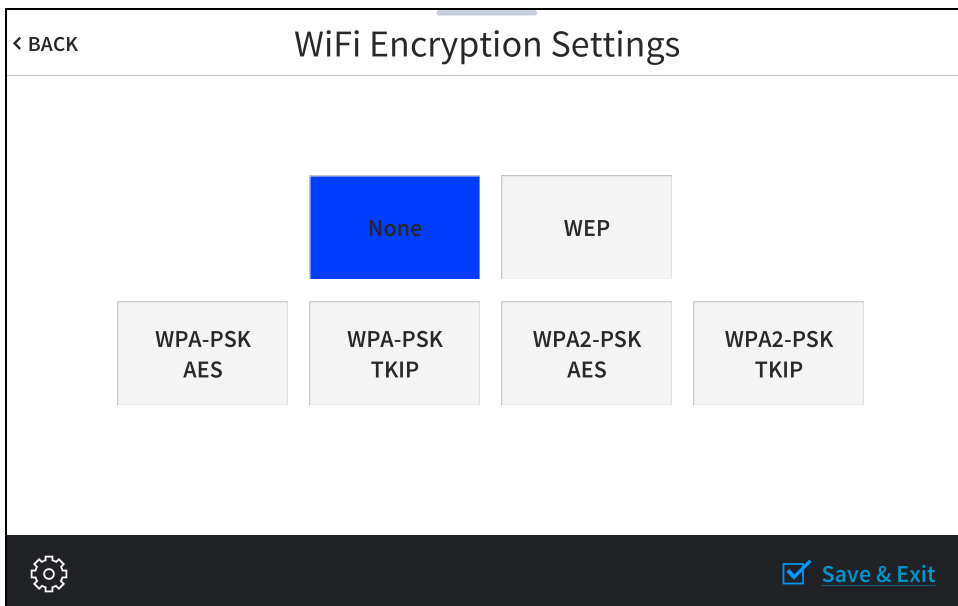 < BACK
WiFi Encryption Settings
None
WEP
WPA-PSK
AES
WPA-PSK
TKIP
WPA2-PSK
AES
WPA2-PSK
TKIP
Save & Exit